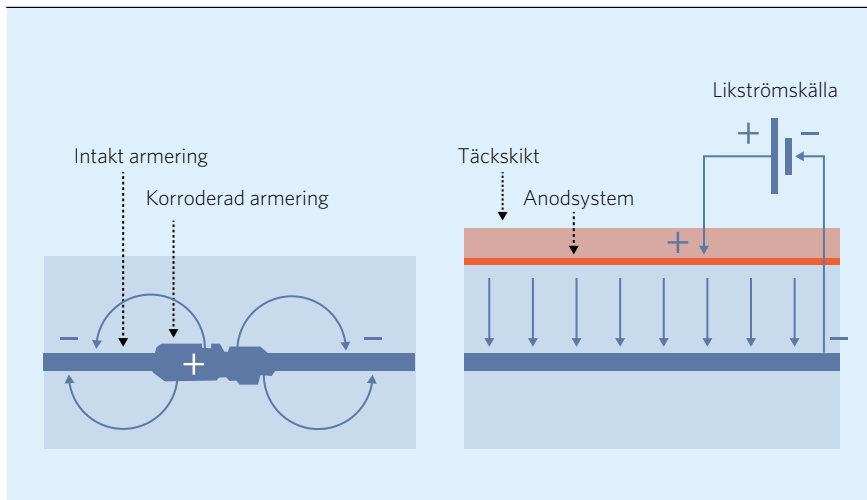 Likströmskälla
+ −
Intakt armering
Täckskikt
Korroderad armering
Anodsystem
+
− −
+
−